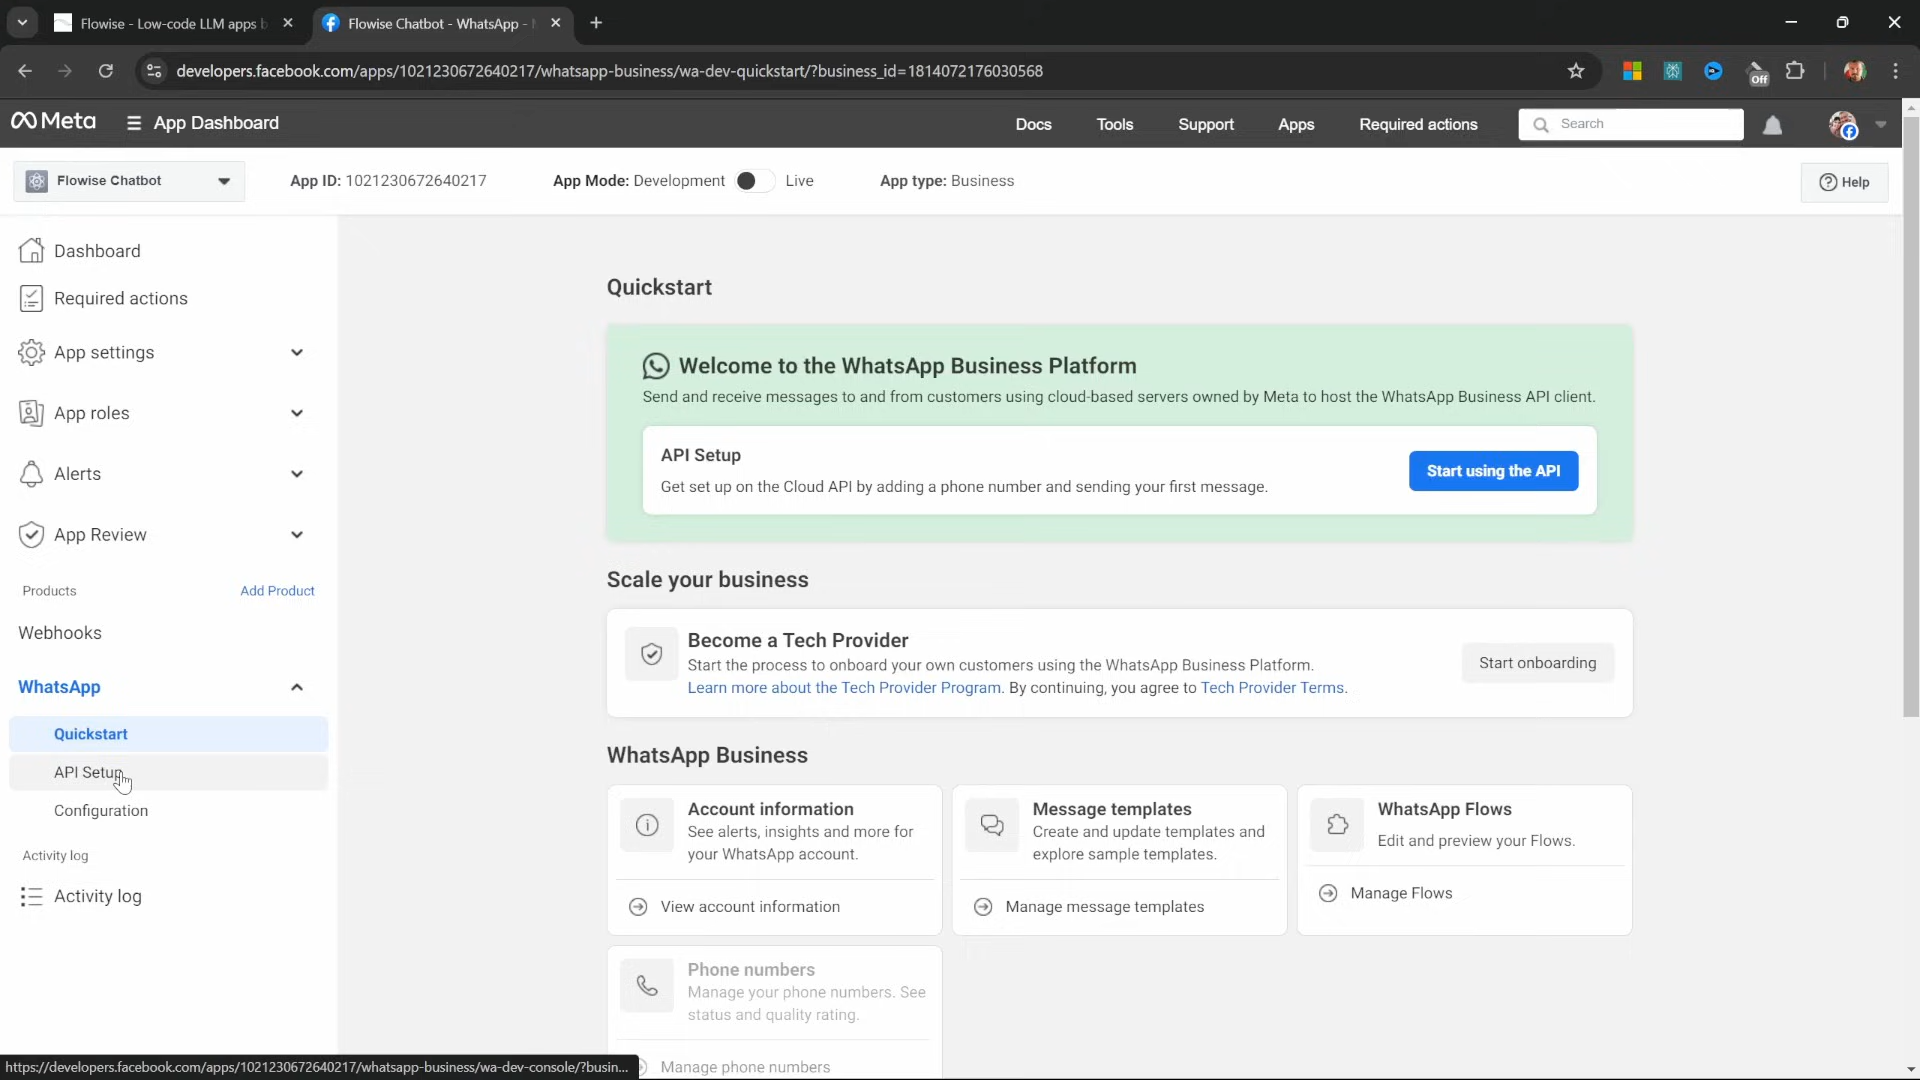 Flowise - Low-code LLM apps b
Flowise Chatbot - WhatsApp -
developers.facebook.com/apps/1021230672640217/whatsapp-business/wa-dev-quickstart/?business_id=1814072176030568
Off
Meta
App Dashboard
Docs
Tools
Support
Apps
Required actions
Search
Flowise Chatbot
App ID: 1021230672640217
App Mode: Development
Live
App type: Business
Help
Dashboard
Required actions
App settings
App roles
Alerts
App Review
Products
Add Product
Webhooks
WhatsApp
Quickstart
API Setup
Configuration
Activity log
Activity log
Quickstart
Welcome to the WhatsApp Business Platform
Send and receive messages to and from customers using cloud-based servers owned by Meta to host the WhatsApp Business API client.
API Setup
Get set up on the Cloud API by adding a phone number and sending your first message.
Start using the API
Scale your business
Become a Tech Provider
Start the process to onboard your own customers using the WhatsApp Business Platform.
Learn more about the Tech Provider Program. By continuing, you agree to Tech Provider Terms.
Start onboarding
WhatsApp Business
Account information
See alerts, insights and more for
your WhatsApp account.
View account information
Message templates
Create and update templates and
explore sample templates.
Manage message templates
WhatsApp Flows
Edit and preview your Flows.
Manage Flows
Phone numbers
Manage your phone numbers. See
status and quality rating.
Manage phone numbers
https://developers.facebook.com/apps/1021230672640217/whatsapp-business/wa-dev-console/?busin...